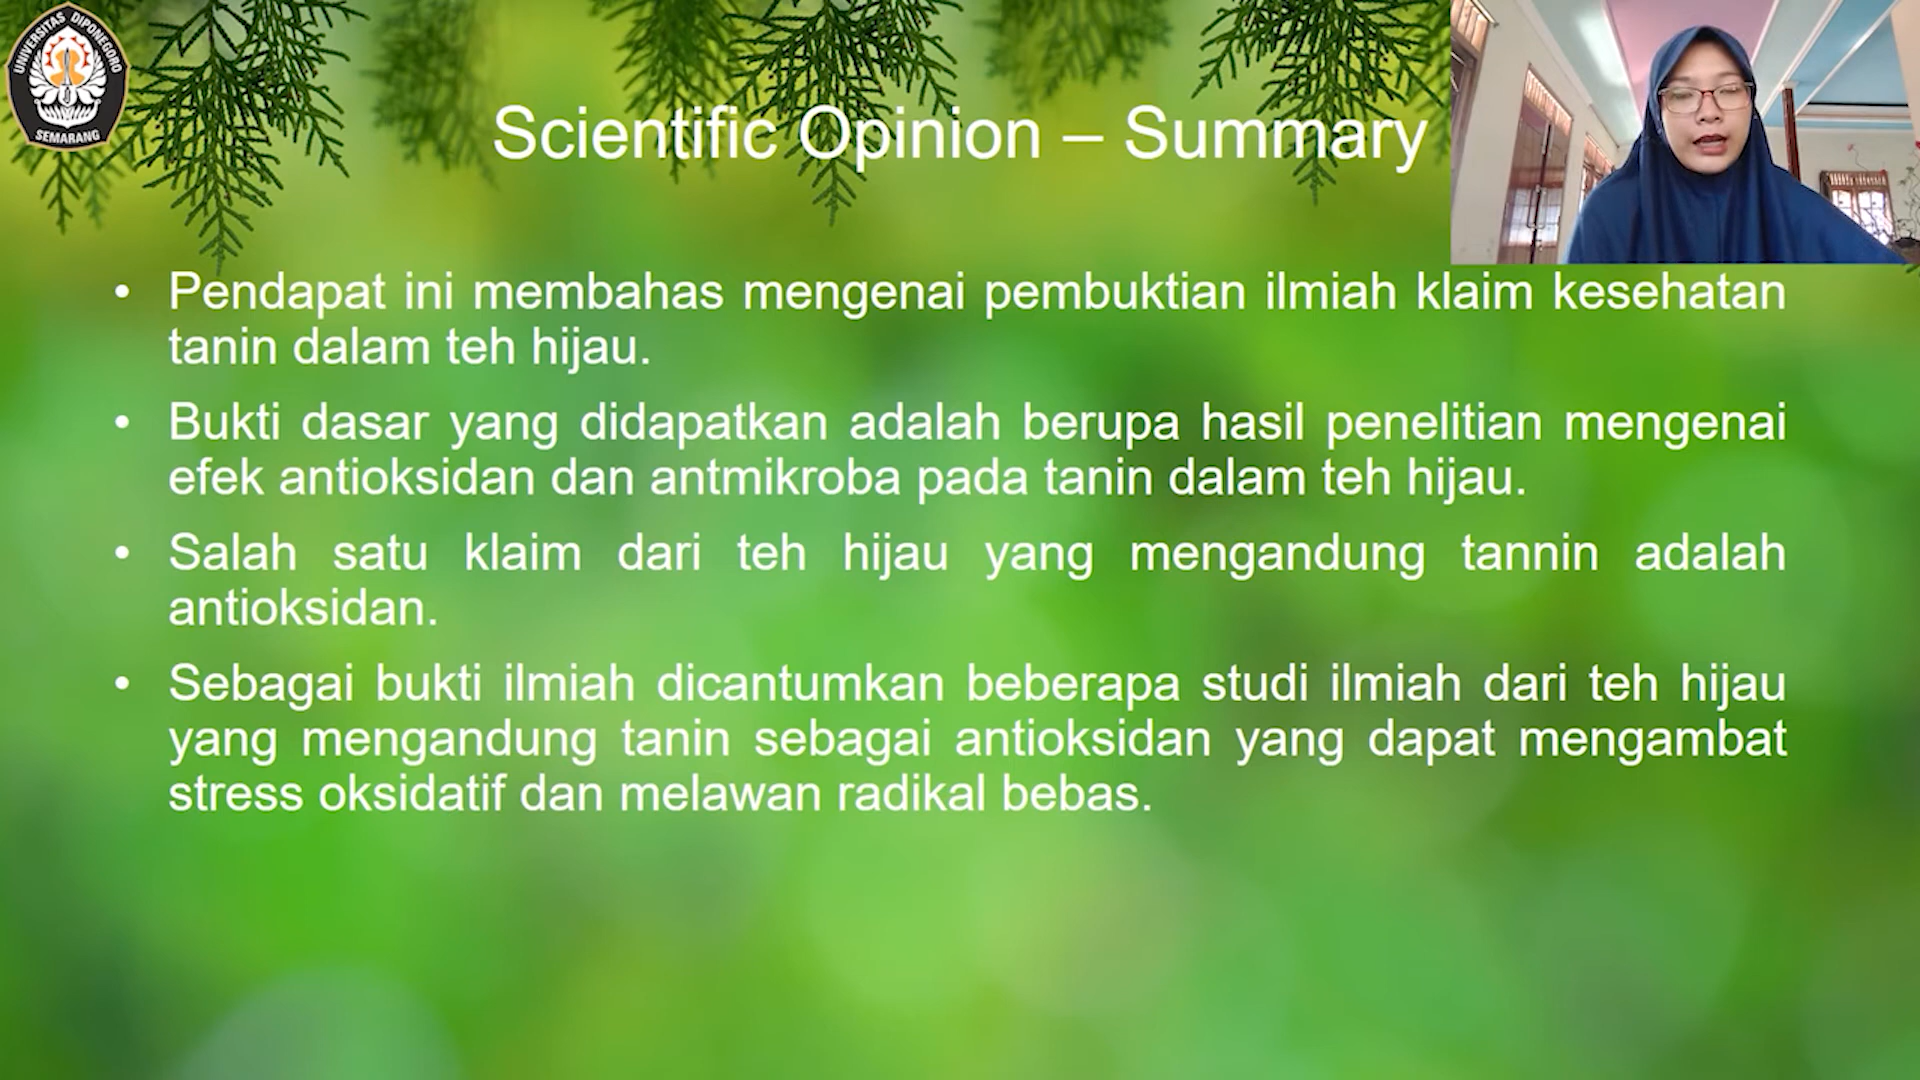 UNIVERSITAS DIPONEGORO
SEMARANG
Scientific Opinion – Summary
• Pendapat ini membahas mengenai pembuktian ilmiah klaim kesehatan
tanin dalam teh hijau.
• Bukti dasar yang didapatkan adalah berupa hasil penelitian mengenai
efek antioksidan dan antmikroba pada tanin dalam teh hijau.
• Salah satu klaim dari teh hijau yang mengandung tannin adalah
antioksidan.
• Sebagai bukti ilmiah dicantumkan beberapa studi ilmiah dari teh hijau
yang mengandung tanin sebagai antioksidan yang dapat mengambat
stress oksidatif dan melawan radikal bebas.